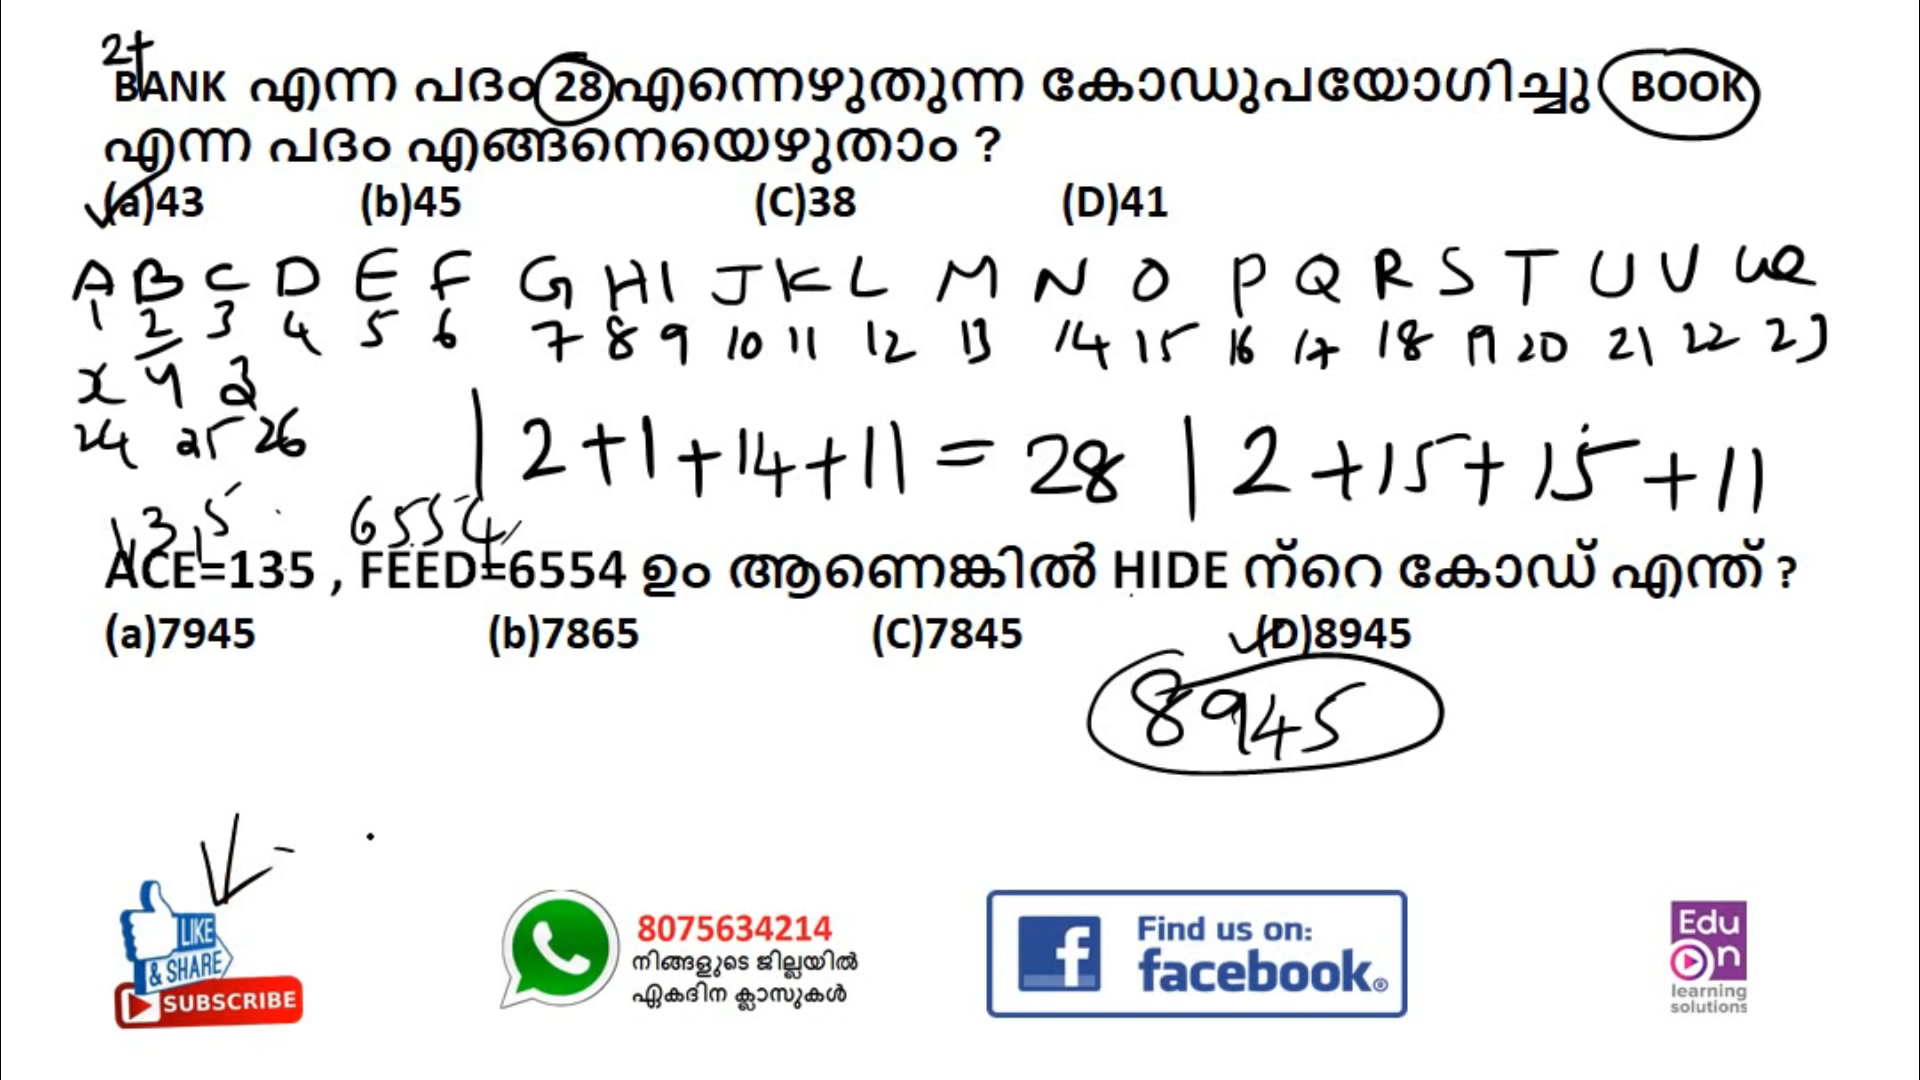 2+
BANK എന്ന പദം 28 എന്നെഴുതുന്ന കോഡുപയോഗിച്ചു BOOK
എന്ന പദം എങ്ങനെയെഴുതാം ?
(a)43 (b)45 (C)38 (D)41
A B C D E F G H I J K L M N O P Q R S T U V W
1 2 3 4 5 6 7 8 9 10 11 12 13 14 15 16 17 18 19 20 21 22 23
x y z
24 25 26
2+1+14+11 = 28 2+15+15+11
1,3,5 6554
ACE=135 , FEED=6554 ഉം ആണെങ്കിൽ HIDE ന്റെ കോഡ് എന്ത് ?
(a)7945 (b)7865 (C)7845 (D)8945
8945
LIKE
& SHARE
SUBSCRIBE
8075634214
നിങ്ങളുടെ ജില്ലയിൽ
ഏകദിന ക്ലാസുകൾ
Find us on:
facebook®
Edu
On
learning
solutions